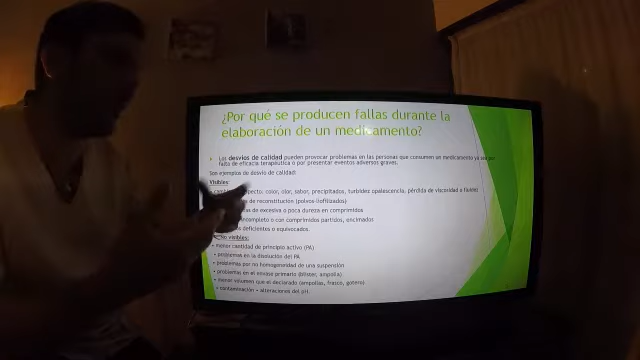 ¿Por qué se producen fallas durante la
elaboración de un medicamento?
Los desvíos de calidad pueden provocar problemas en las personas que consumen un medicamento ya sea por
falta de eficacia terapéutica o por presentar eventos adversos graves.
Son ejemplos de desvío de calidad:
Visibles:
aspecto: color, olor, sabor, precipitados, turbidez opalescencia, pérdida de viscosidad o fluidez
de reconstitución (polvos liofilizados)
de excesiva o poca dureza en comprimidos
incompleto o con comprimidos partidos, encimados
deficientes o equivocados.
No visibles:
• menor cantidad de principio activo (PA)
• problemas en la disolución del PA
• problemas por no homogeneidad de una suspensión
• problemas en el envase primario (blíster, ampolla)
• menor volumen que el declarado (ampollas, frasco, gotero)
• contaminación - alteraciones del pH